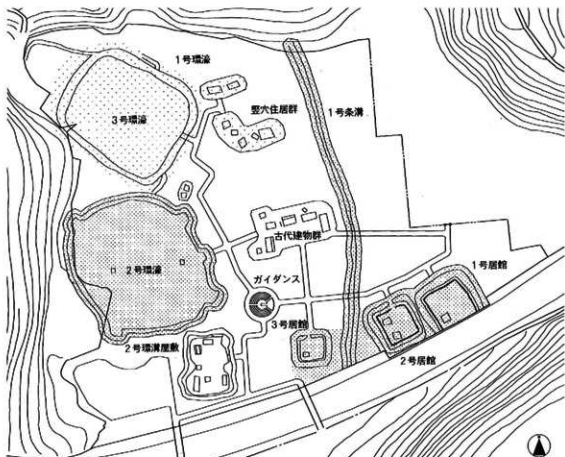 1号環濠
竪穴住居群
1号条溝
3号環濠
古代建物群
2号環濠
ガイダンス
1号居館
3号居館
2号環溝屋敷
2号居館